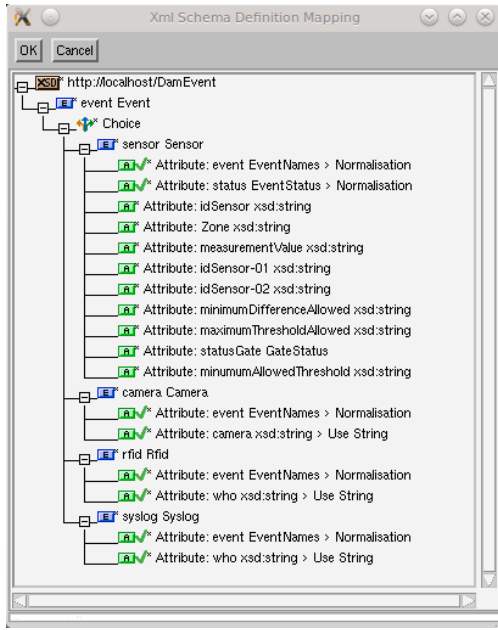 Xml Schema Definition Mapping
OK Cancel
XSD* http://localhost/DamEvent
E* event Event
* Choice
E* sensor Sensor
A* Attribute: event EventNames > Normalisation
A* Attribute: status EventStatus > Normalisation
A* Attribute: idSensor xsd:string
A* Attribute: Zone xsd:string
A* Attribute: measurementValue xsd:string
A* Attribute: idSensor-01 xsd:string
A* Attribute: idSensor-02 xsd:string
A* Attribute: minimumDifferenceAllowed xsd:string
A* Attribute: maximumThresholdAllowed xsd:string
A* Attribute: statusGate GateStatus
A* Attribute: minumumAllowedThreshold xsd:string
E* camera Camera
A* Attribute: event EventNames > Normalisation
A* Attribute: camera xsd:string > Use String
E* rfid Rfid
A* Attribute: event EventNames > Normalisation
A* Attribute: who xsd:string > Use String
E* syslog Syslog
A* Attribute: event EventNames > Normalisation
A* Attribute: who xsd:string > Use String